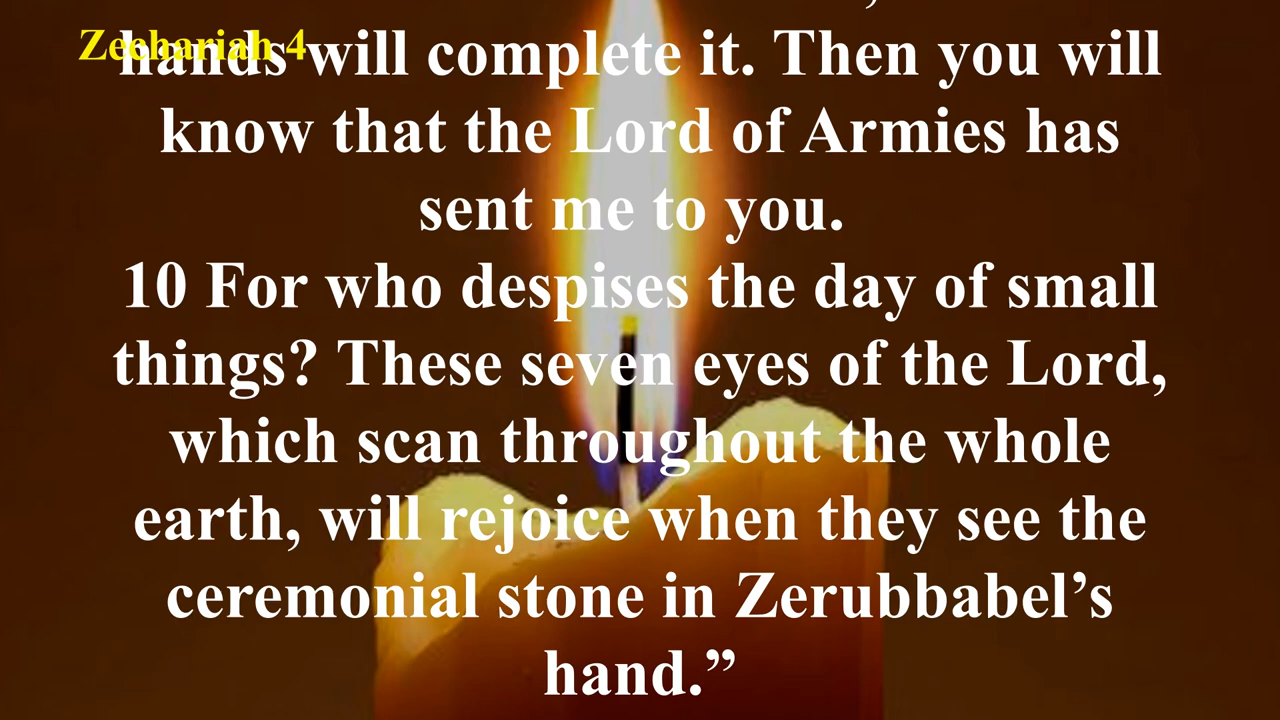 Zechariah 4
hands will complete it. Then you will
know that the Lord of Armies has
sent me to you.
10 For who despises the day of small
things? These seven eyes of the Lord,
which scan throughout the whole
earth, will rejoice when they see the
ceremonial stone in Zerubbabel’s
hand.”